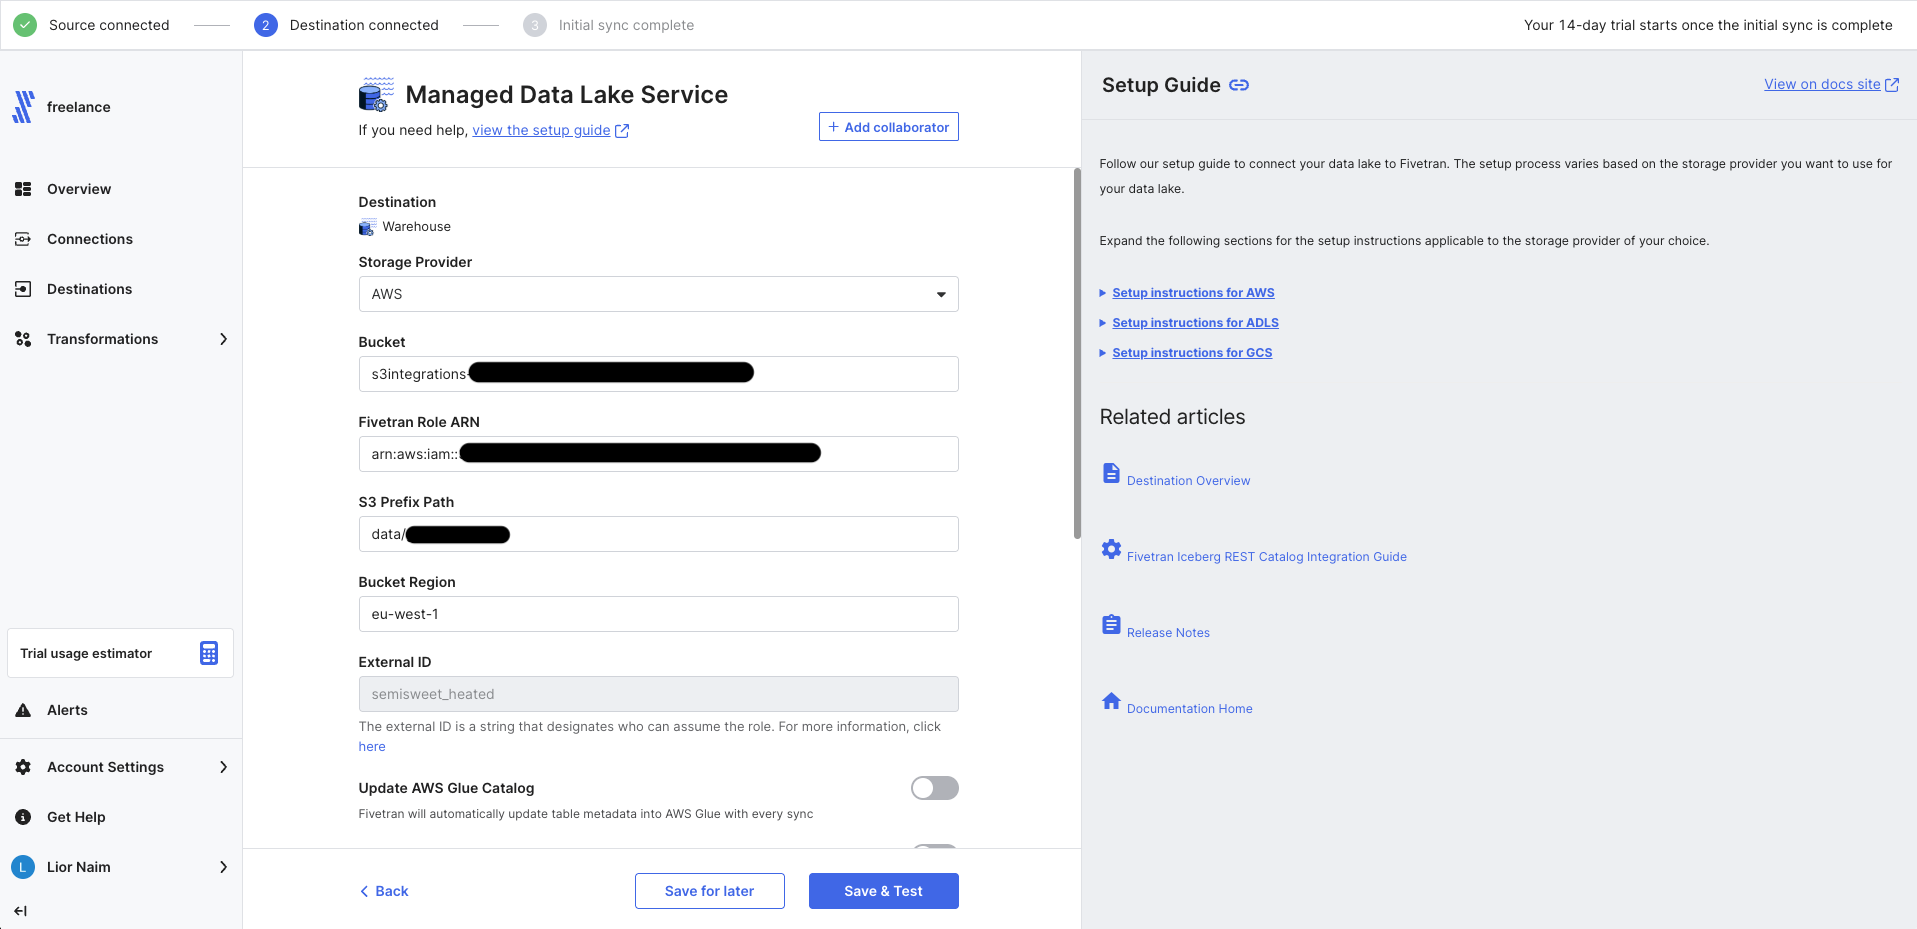 Source connected
2
Destination connected
3
Initial sync complete
Your 14-day trial starts once the initial sync is complete
freelance
Overview
Connections
Destinations
Transformations
Trial usage estimator
Alerts
Account Settings
Get Help
L
Lior Naim
Managed Data Lake Service
If you need help, view the setup guide
+ Add collaborator
Destination
Warehouse
Storage Provider
AWS
Bucket
s3integrations-
Fivetran Role ARN
arn:aws:iam::
S3 Prefix Path
data/
Bucket Region
eu-west-1
External ID
semisweet_heated
The external ID is a string that designates who can assume the role. For more information, click
here
Update AWS Glue Catalog
Fivetran will automatically update table metadata into AWS Glue with every sync
Back
Save for later
Save & Test
Setup Guide
View on docs site
Follow our setup guide to connect your data lake to Fivetran. The setup process varies based on the storage provider you want to use for
your data lake.
Expand the following sections for the setup instructions applicable to the storage provider of your choice.
Setup instructions for AWS
Setup instructions for ADLS
Setup instructions for GCS
Related articles
Destination Overview
Fivetran Iceberg REST Catalog Integration Guide
Release Notes
Documentation Home